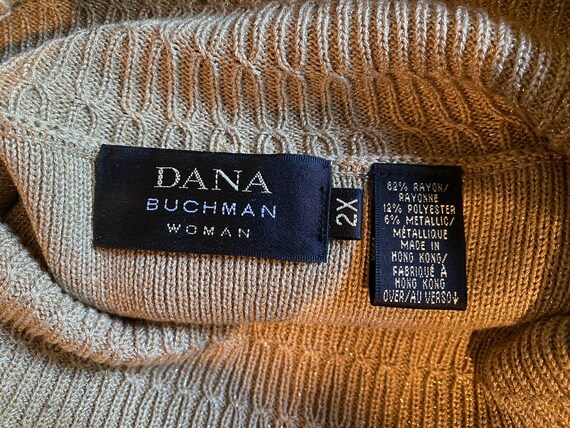 DANA
BUCHMAN
WOMAN
2X
82% RAYON/
RAYONNE
12% POLYESTER
6% METALLIC/
MÉTALLIQUE
MADE IN
HONG KONG/
FABRIQUÉ À
HONG KONG
OVER/AU VERSO↓